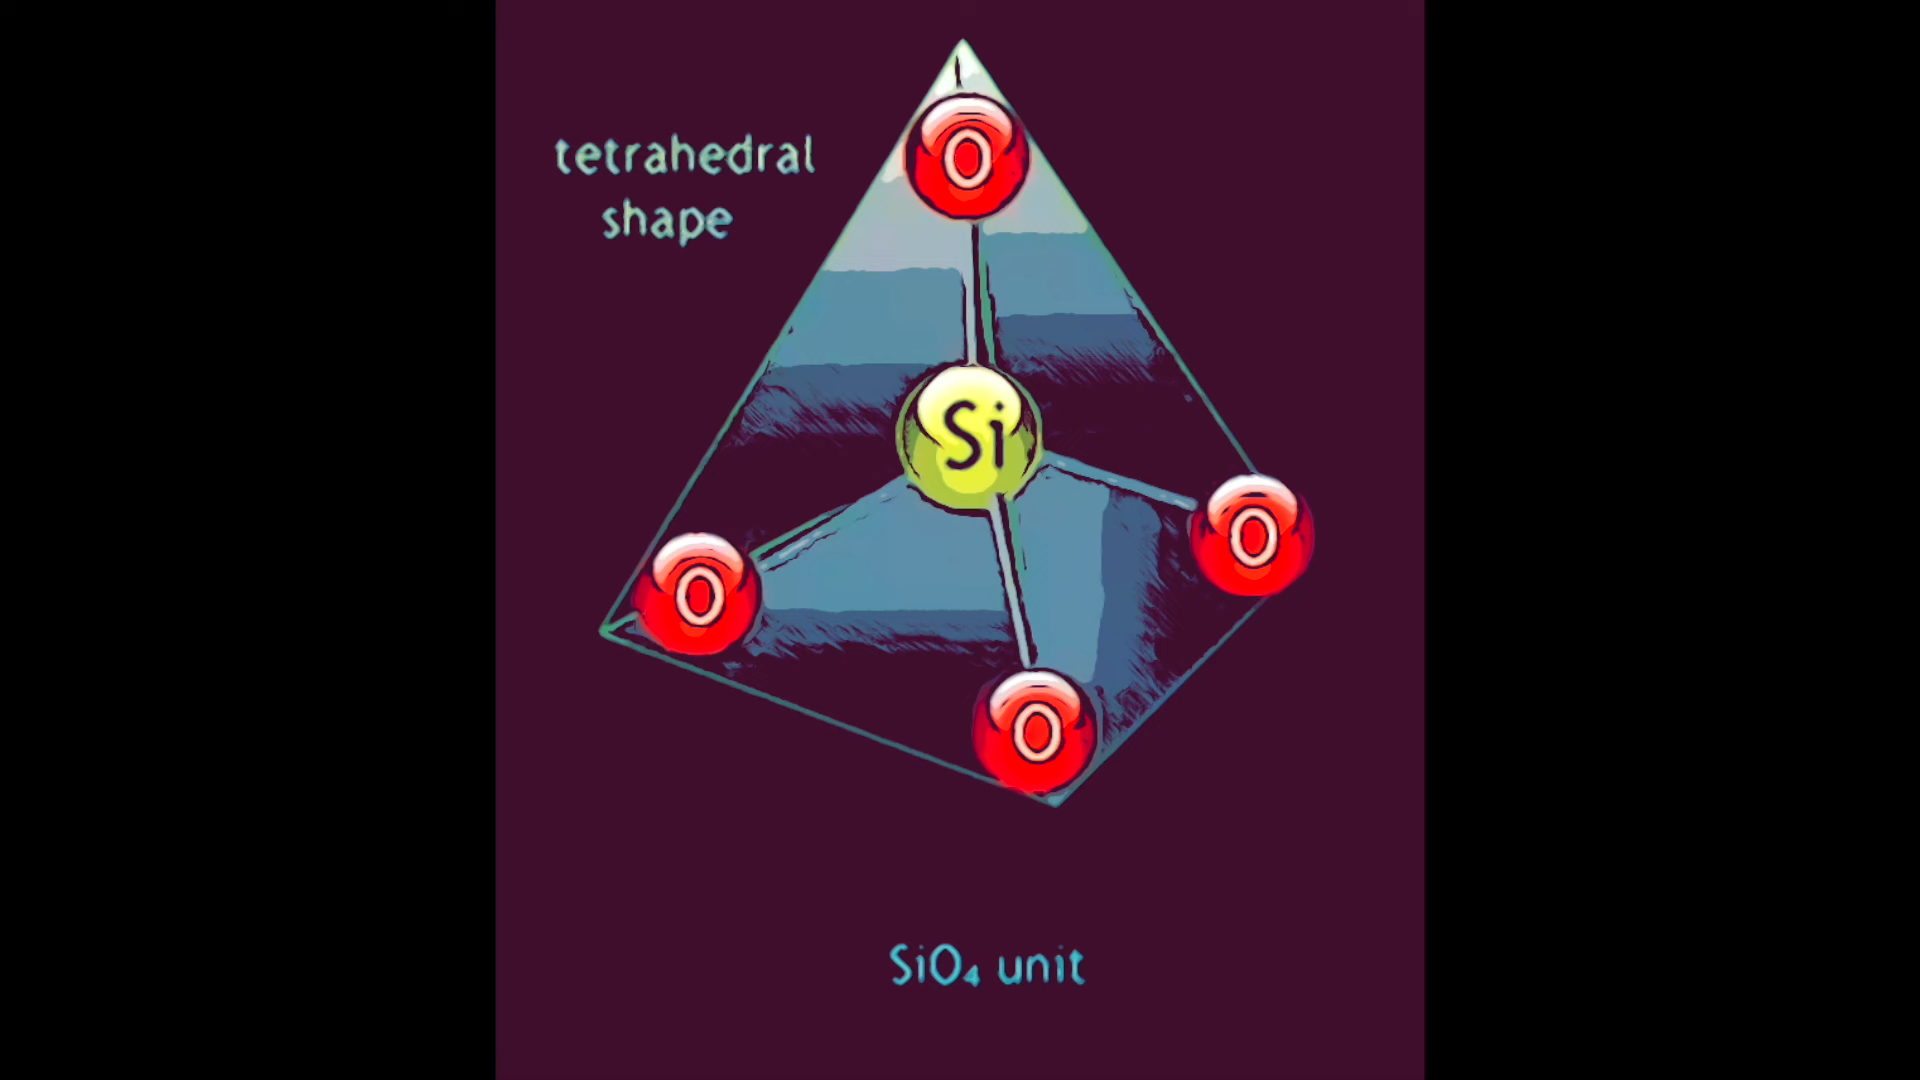 tetrahedral
shape
O
Si
O
O
O
SiO₄ unit